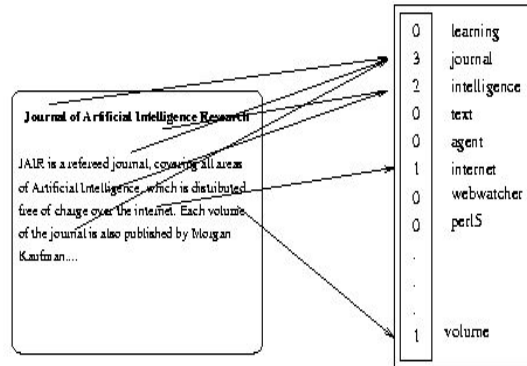 Journal of Artificial Intelligence Research
JAIR is a refereed journal, covering all areas
of Artificial Intelligence, which is distributed
free of charge over the internet. Each volume
of the journal is also published by Morgan
Kaufman....
0 learning
3 journal
2 intelligence
0 text
0 agent
1 internet
0 webwatcher
0 perl5
.
.
.
1 volume